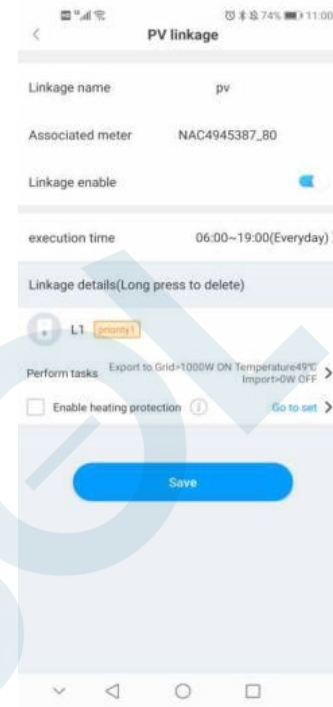 74% 11:00
PV linkage
Linkage name pv
Associated meter NAC4945387_80
Linkage enable
execution time 06:00~19:00(Everyday)
Linkage details(Long press to delete)
L1 priority1
Perform tasks Export to Grid>1000W ON Temperature49℃
Import>0W OFF
Enable heating protection Go to set
Save